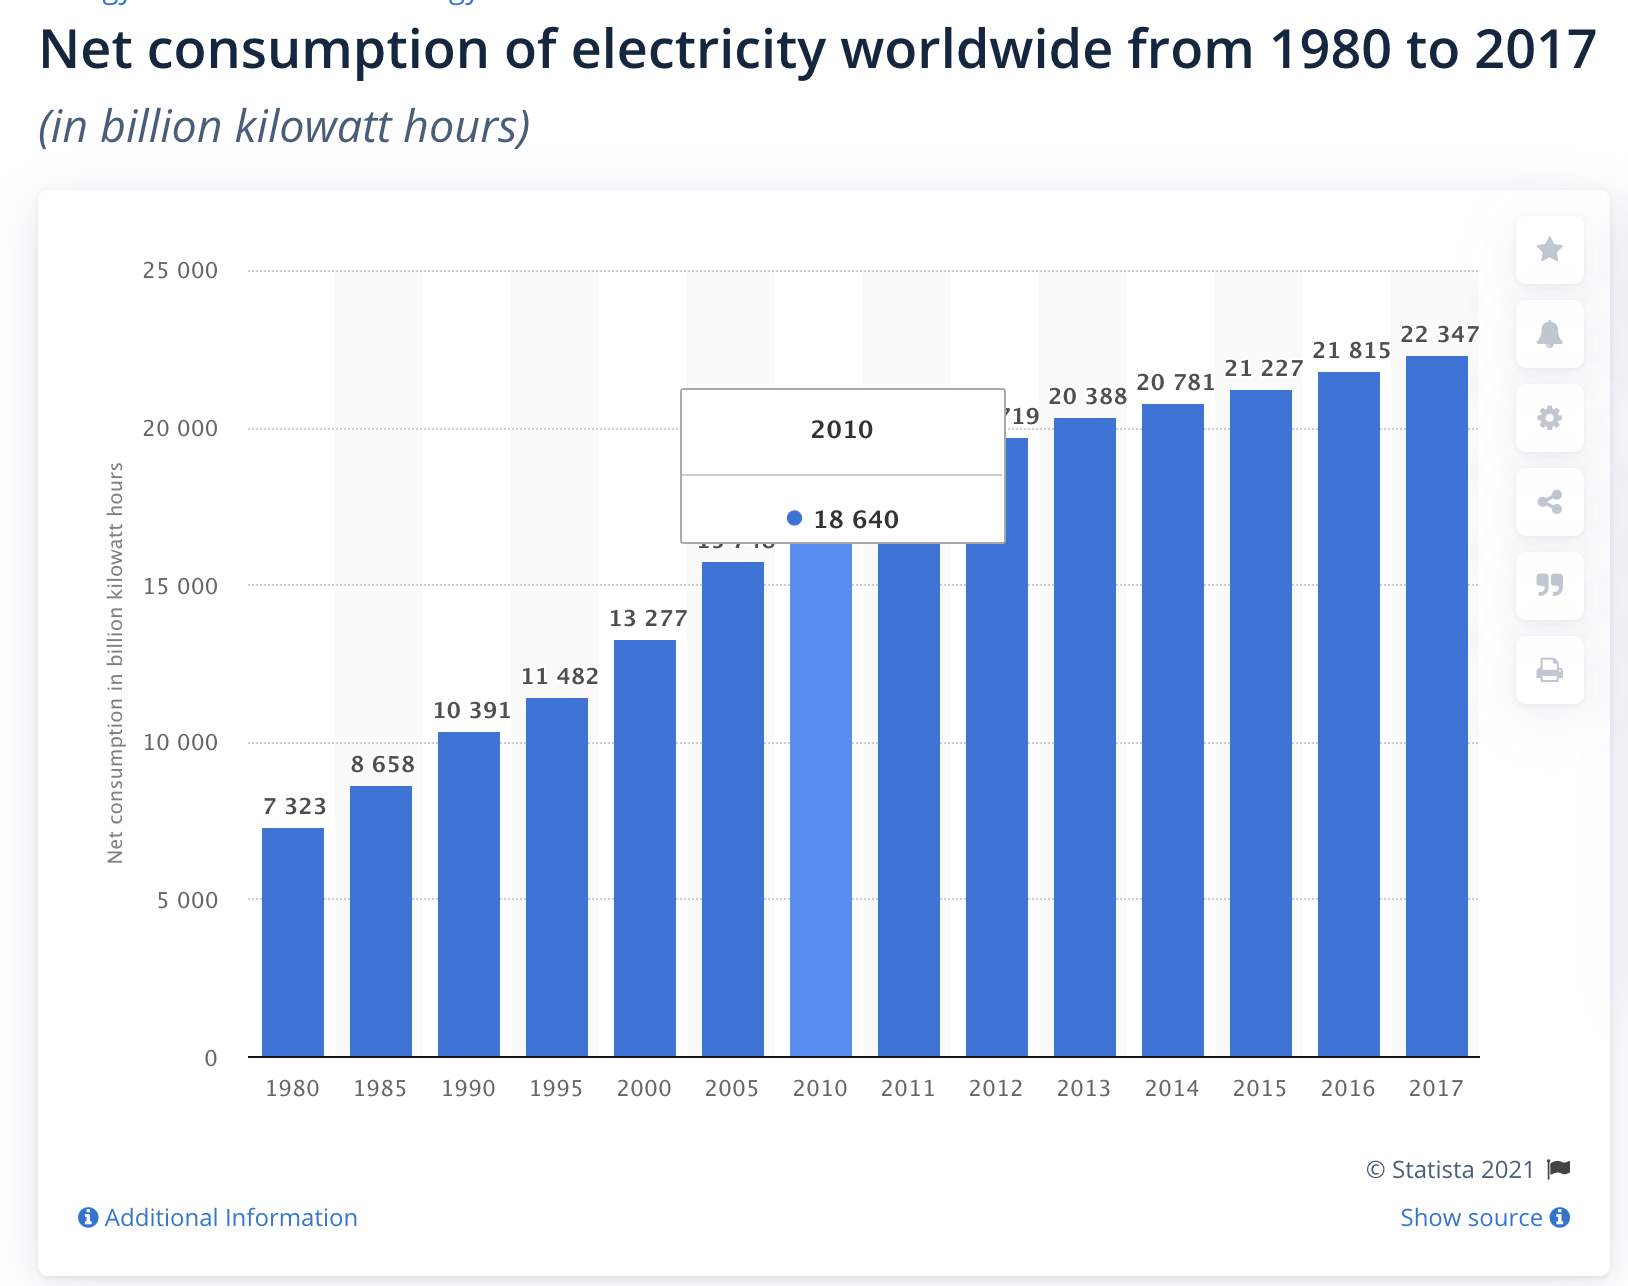 Net consumption of electricity worldwide from 1980 to 2017
(in billion kilowatt hours)
Net consumption in billion kilowatt hours
25 000
20 000
15 000
10 000
5 000
0
7 323
8 658
10 391
11 482
13 277
2010
18 640
719
20 388
20 781
21 227
21 815
22 347
1980 1985 1990 1995 2000 2005 2010 2011 2012 2013 2014 2015 2016 2017
© Statista 2021
Additional Information
Show source